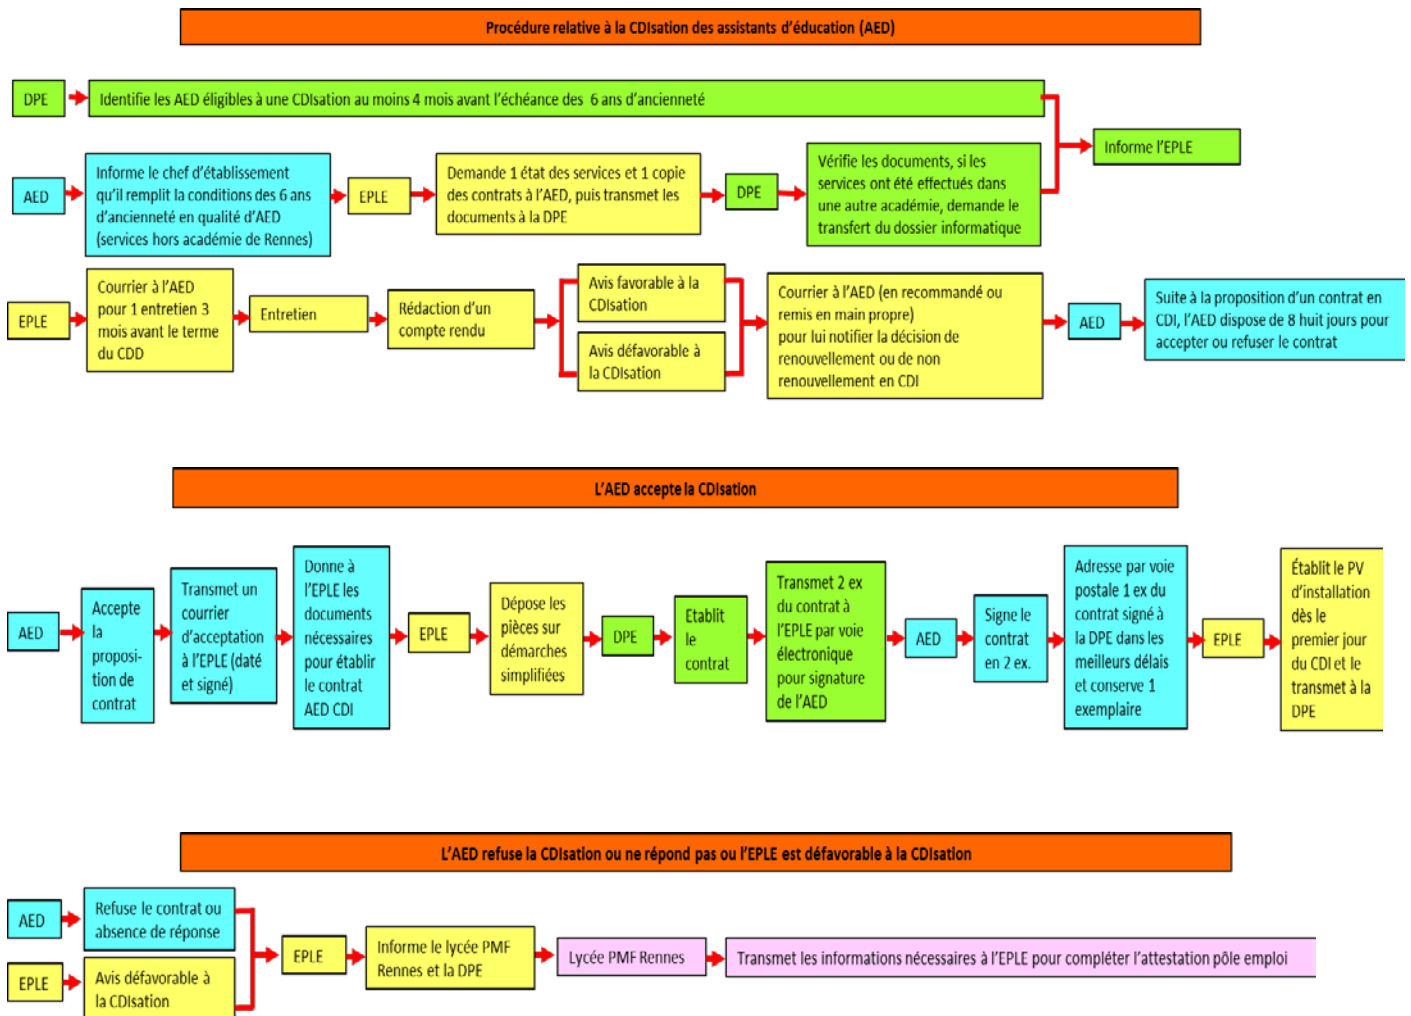 Procédure relative à la CDIsation des assistants d'éducation (AED)
DPE
Identifie les AED éligibles à une CDIsation au moins 4 mois avant l'échéance des 6 ans d'ancienneté
Informe l'EPLE
AED
Informe le chef d'établissement
qu'il remplit la conditions des 6 ans
d'ancienneté en qualité d'AED
(services hors académie de Rennes)
EPLE
Demande 1 état des services et 1 copie
des contrats à l'AED, puis transmet les
documents à la DPE
DPE
Vérifie les documents, si les
services ont été effectués dans
une autre académie, demande le
transfert du dossier informatique
EPLE
Courrier à l'AED
pour 1 entretien 3
mois avant le terme
du CDD
Entretien
Rédaction d'un
compte rendu
Avis favorable à la
CDIsation
Avis défavorable à
la CDIsation
Courrier à l'AED (en recommandé ou
remis en main propre)
pour lui notifier la décision de
renouvellement ou de non
renouvellement en CDI
AED
Suite à la proposition d'un contrat en
CDI, l'AED dispose de 8 huit jours pour
accepter ou refuser le contrat
L'AED accepte la CDIsation
AED
Accepte
la
proposi-
tion de
contrat
Transmet un
courrier
d'acceptation
à l'EPLE (daté
et signé)
Donne à
l'EPLE les
documents
nécessaires
pour établir
le contrat
AED CDI
EPLE
Dépose les
pièces sur
démarches
simplifiées
DPE
Etablit
le
contrat
Transmet 2 ex
du contrat à
l'EPLE par voie
électronique
pour signature
de l'AED
AED
Signe le
contrat
en 2 ex.
Adresse par voie
postale 1 ex du
contrat signé à
la DPE dans les
meilleurs délais
et conserve 1
exemplaire
EPLE
Établit le PV
d'installation
dès le
premier jour
du CDI et le
transmet à la
DPE
L'AED refuse la CDIsation ou ne répond pas ou l'EPLE est défavorable à la CDIsation
AED
Refuse le contrat ou
absence de réponse
EPLE
Avis défavorable à
la CDIsation
EPLE
Informe le lycée PMF
Rennes et la DPE
Lycée PMF Rennes
Transmet les informations nécessaires à l'EPLE pour compléter l'attestation pôle emploi